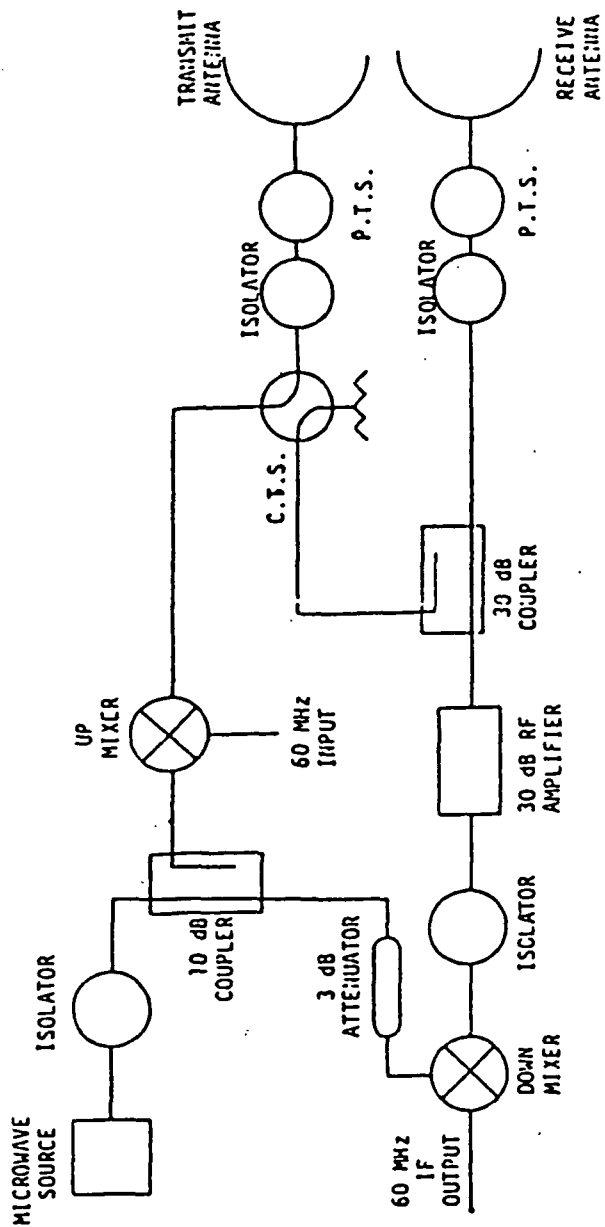 MICROWAVE
SOURCE
ISOLATOR
10 dB
COUPLER
UP
MIXER
60 MHz
INPUT
C.T.S.
ISOLATOR
P.T.S.
TRANSMIT
ANTENNA
60 MHz
IF
OUTPUT
DOWN
MIXER
3 dB
ATTENUATOR
ISOLATOR
30 dB RF
AMPLIFIER
30 dB
COUPLER
ISOLATOR
P.T.S.
RECEIVE
ANTENNA